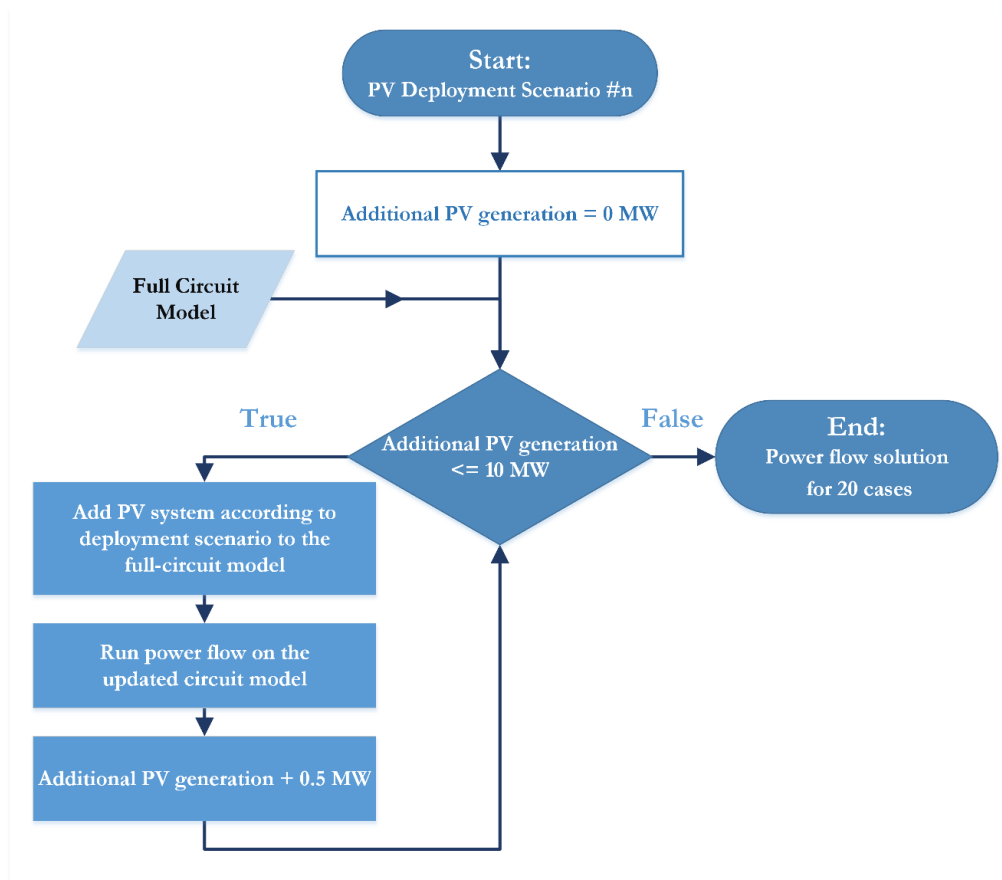 Start:
PV Deployment Scenario #n
Additional PV generation = 0 MW
Full Circuit
Model
True
Additional PV generation
<= 10 MW
False
End:
Power flow solution
for 20 cases
Add PV system according to
deployment scenario to the
full-circuit model
Run power flow on the
updated circuit model
Additional PV generation + 0.5 MW